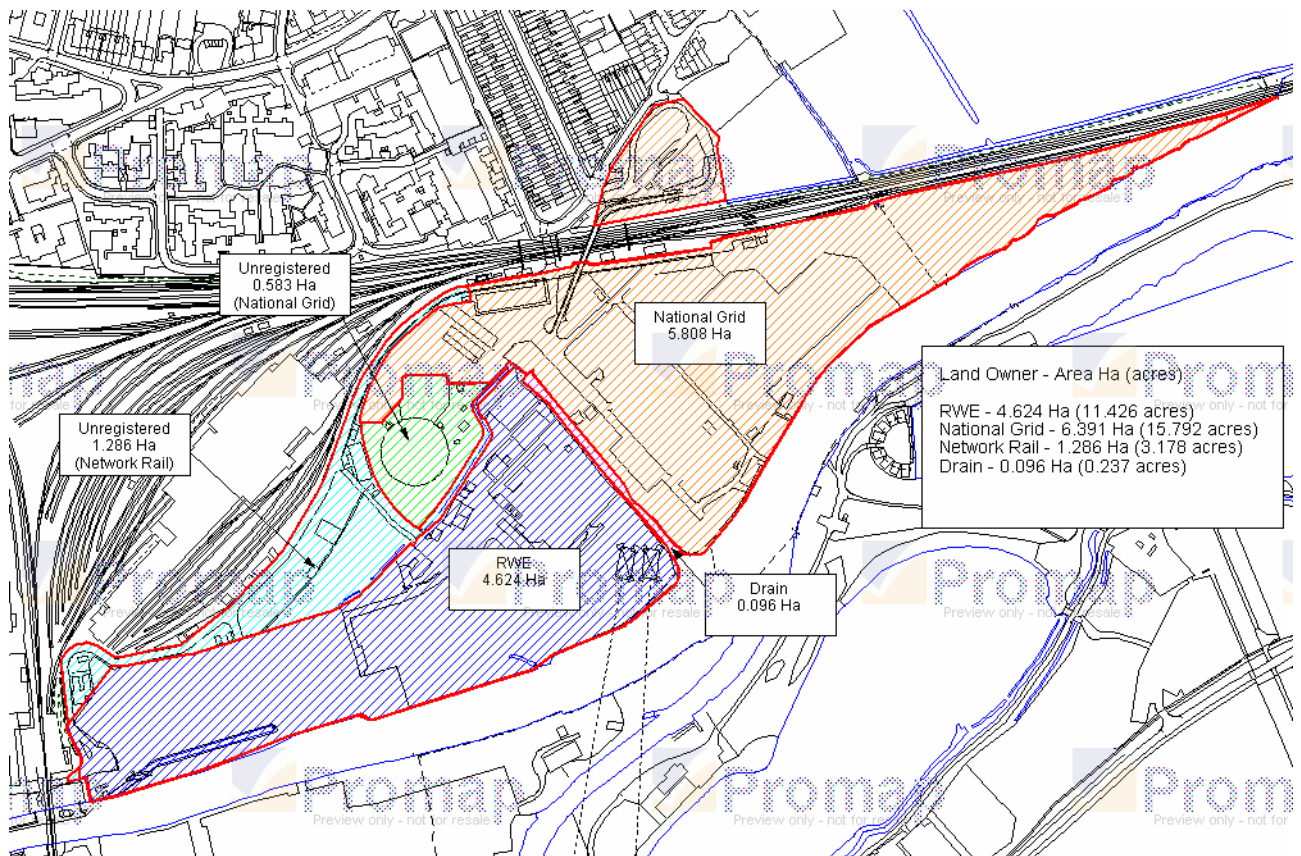 Unregistered
0.583 Ha
(National Grid)
National Grid
5.808 Ha
Land Owner - Area Ha (acres)
RWE - 4.624 Ha (11.426 acres)
National Grid - 6.391 Ha (15.792 acres)
Network Rail - 1.286 Ha (3.178 acres)
Drain - 0.096 Ha (0.237 acres)
Unregistered
1.286 Ha
(Network Rail)
RWE
4.624 Ha
Drain
0.096 Ha
Promap
Preview only - not for resale